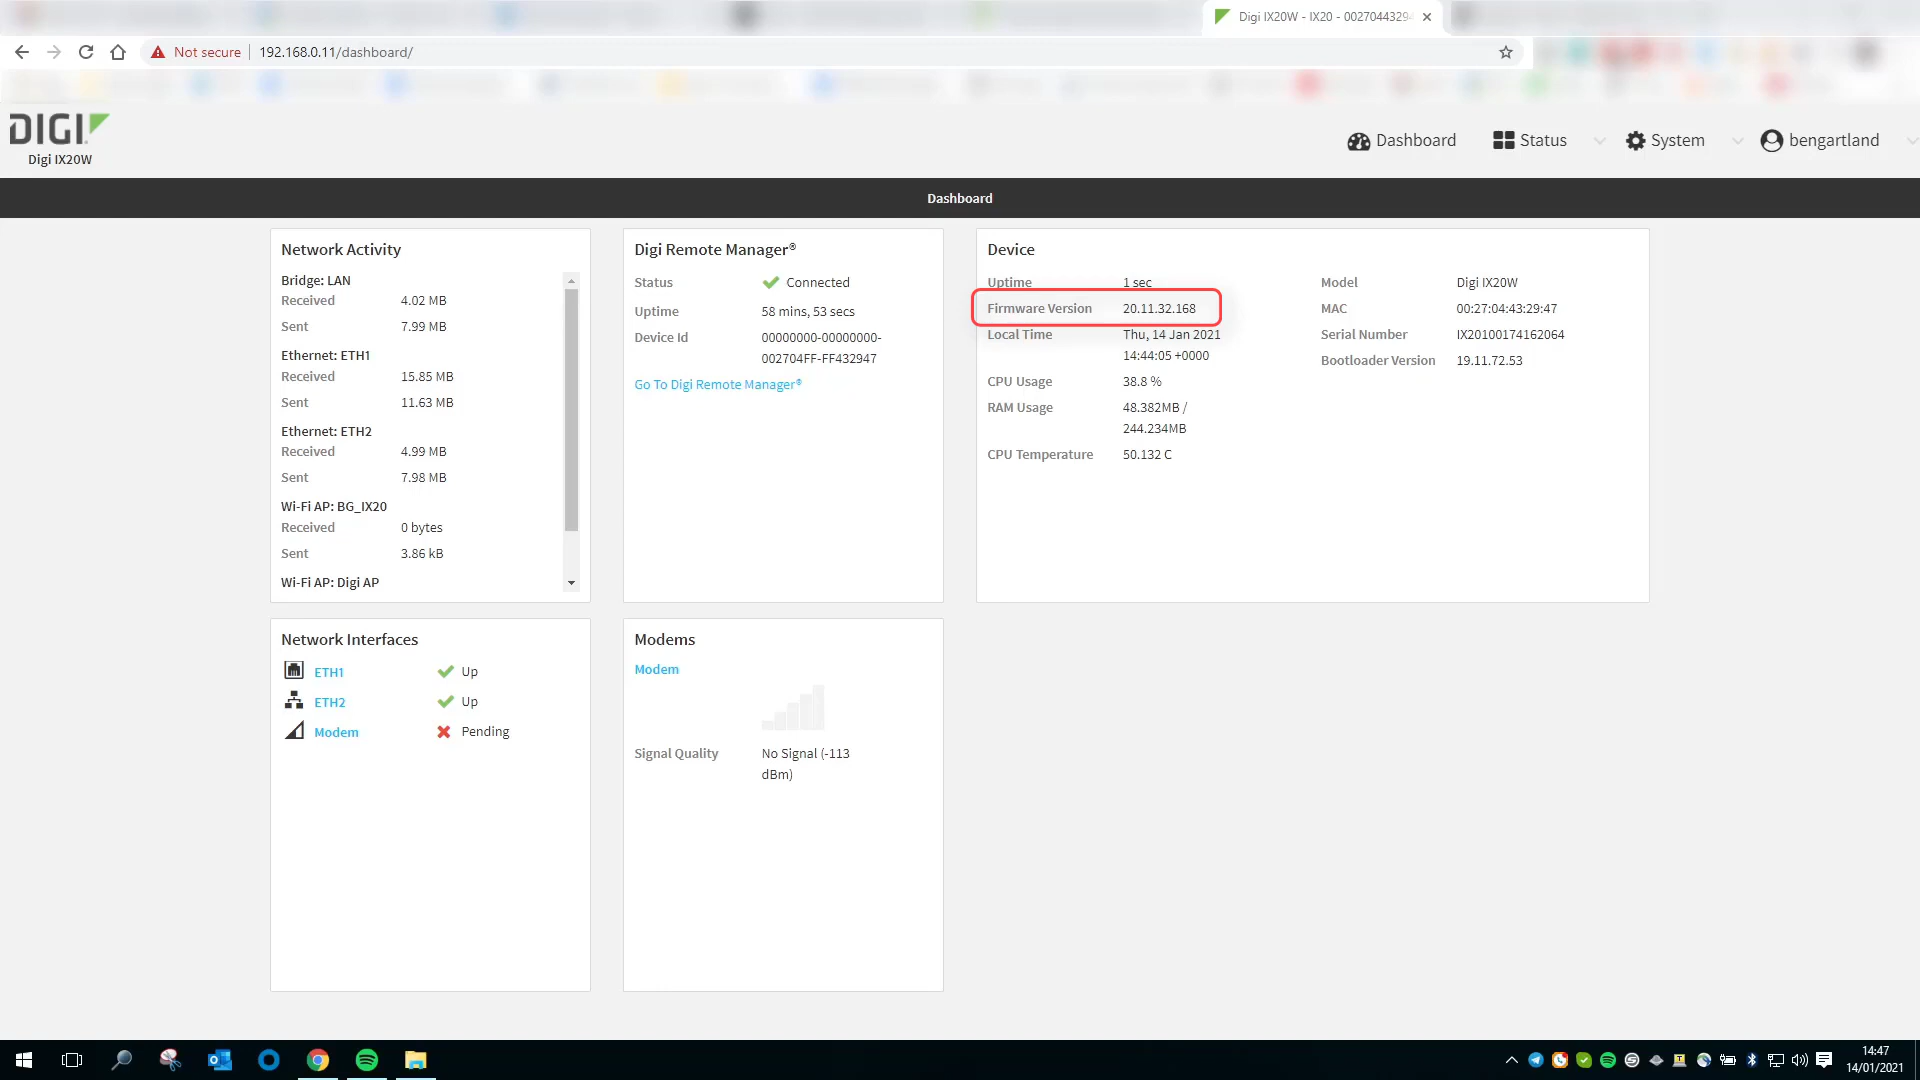 Digi IX20W - IX20 - 0027044329
Not secure
192.168.0.11/dashboard/
DIGI
Digi IX20W
Dashboard
Status
System
bengartland
Dashboard
Network Activity
Bridge: LAN
Received 4.02 MB
Sent 7.99 MB
Ethernet: ETH1
Received 15.85 MB
Sent 11.63 MB
Ethernet: ETH2
Received 4.99 MB
Sent 7.98 MB
Wi-Fi AP: BG_IX20
Received 0 bytes
Sent 3.86 kB
Wi-Fi AP: Digi AP
Digi Remote Manager®
Status Connected
Uptime 58 mins, 53 secs
Device Id 00000000-00000000-
002704FF-FF432947
Go To Digi Remote Manager®
Device
Uptime 1 sec
Firmware Version 20.11.32.168
Local Time Thu, 14 Jan 2021
14:44:05 +0000
CPU Usage 38.8 %
RAM Usage 48.382MB /
244.234MB
CPU Temperature 50.132 C
Model Digi IX20W
MAC 00:27:04:43:29:47
Serial Number IX20100174162064
Bootloader Version 19.11.72.53
Network Interfaces
ETH1 Up
ETH2 Up
Modem Pending
Modems
Modem
Signal Quality No Signal (-113
dBm)
14:47
14/01/2021